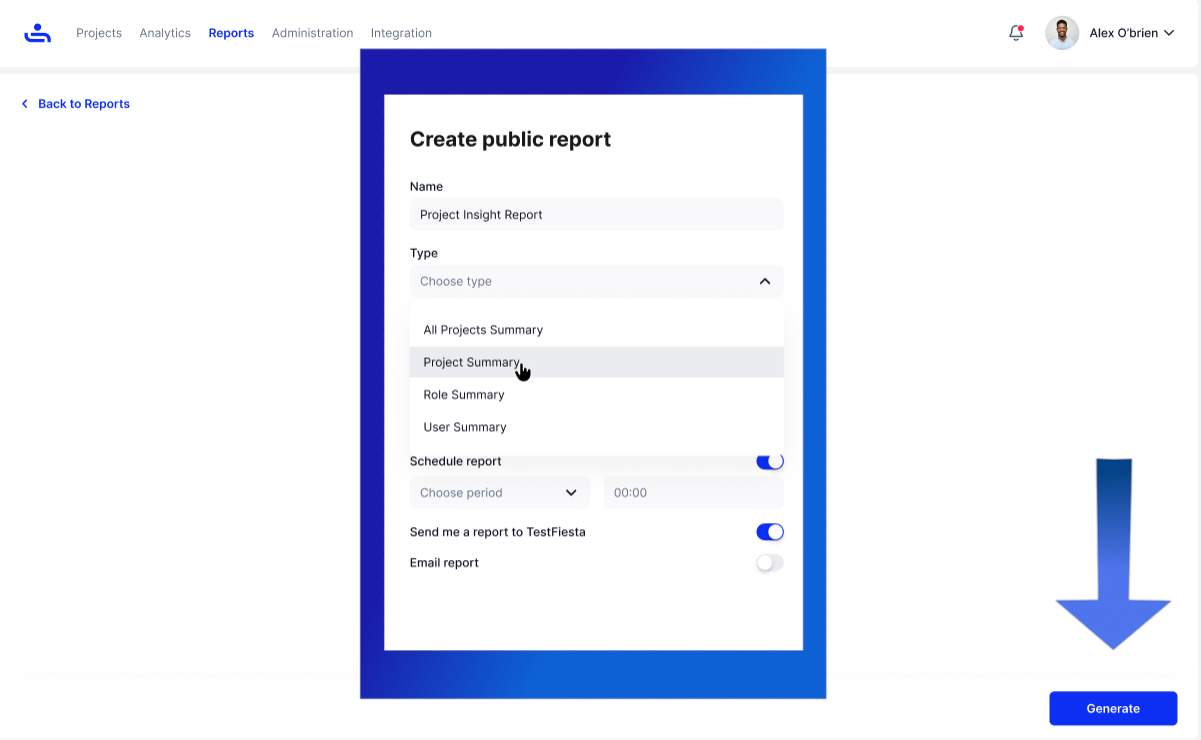 Projects Analytics Reports Administration Integration Alex O'brien
Back to Reports
Create public report
Name
Project Insight Report
Type
Choose type
All Projects Summary
Project Summary
Role Summary
User Summary
Schedule report
Choose period 00:00
Send me a report to TestFiesta
Email report
Generate